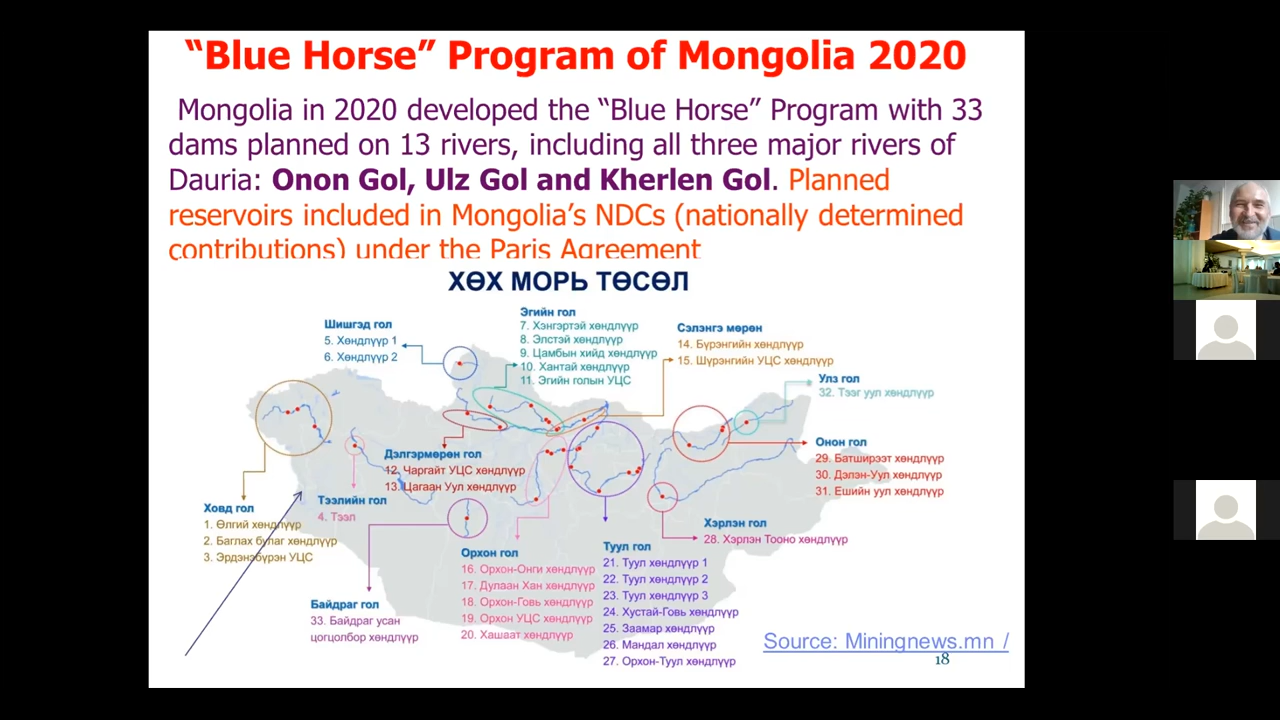 “Blue Horse” Program of Mongolia 2020
Mongolia in 2020 developed the “Blue Horse” Program with 33
dams planned on 13 rivers, including all three major rivers of
Dauria: Onon Gol, Ulz Gol and Kherlen Gol. Planned
reservoirs included in Mongolia’s NDCs (nationally determined
contributions) under the Paris Agreement
ХӨХ МОРЬ ТӨСӨЛ
Шишгэд гол
5. Хөндлүүр 1
6. Хөндлүүр 2
Эгийн гол
7. Хэнгэртэй хөндлүүр
8. Элстэй хөндлүүр
9. Цамбын хийд хөндлүүр
10. Хантай хөндлүүр
11. Эгийн голын УЦС
Сэлэнгэ мөрөн
14. Бүрэнгийн хөндлүүр
15. Шүрэнгийн УЦС хөндлүүр
Улз гол
32. Тээг уул хөндлүүр
Онон гол
29. Батширээт хөндлүүр
30. Дэлэн-Уул хөндлүүр
31. Ешийн уул хөндлүүр
Дэлгэрмөрөн гол
12. Чаргайт УЦС хөндлүүр
13. Цагаан Уул хөндлүүр
Тээлийн гол
4. Тээл
Ховд гол
1. Өлгий хөндлүүр
2. Баглах булаг хөндлүүр
3. Эрдэнэбүрэн УЦС
Хэрлэн гол
28. Хэрлэн Тооно хөндлүүр
Орхон гол
16. Орхон-Онги хөндлүүр
17. Дулаан Хан хөндлүүр
18. Орхон-Говь хөндлүүр
19. Орхон УЦС хөндлүүр
20. Хашаат хөндлүүр
Туул гол
21. Туул хөндлүүр 1
22. Туул хөндлүүр 2
23. Туул хөндлүүр 3
24. Хустай-Говь хөндлүүр
25. Заамар хөндлүүр
26. Мандал хөндлүүр
27. Орхон-Туул хөндлүүр
Байдраг гол
33. Байдраг усан
цогцолбор хөндлүүр
Source: Miningnews.mn /
18